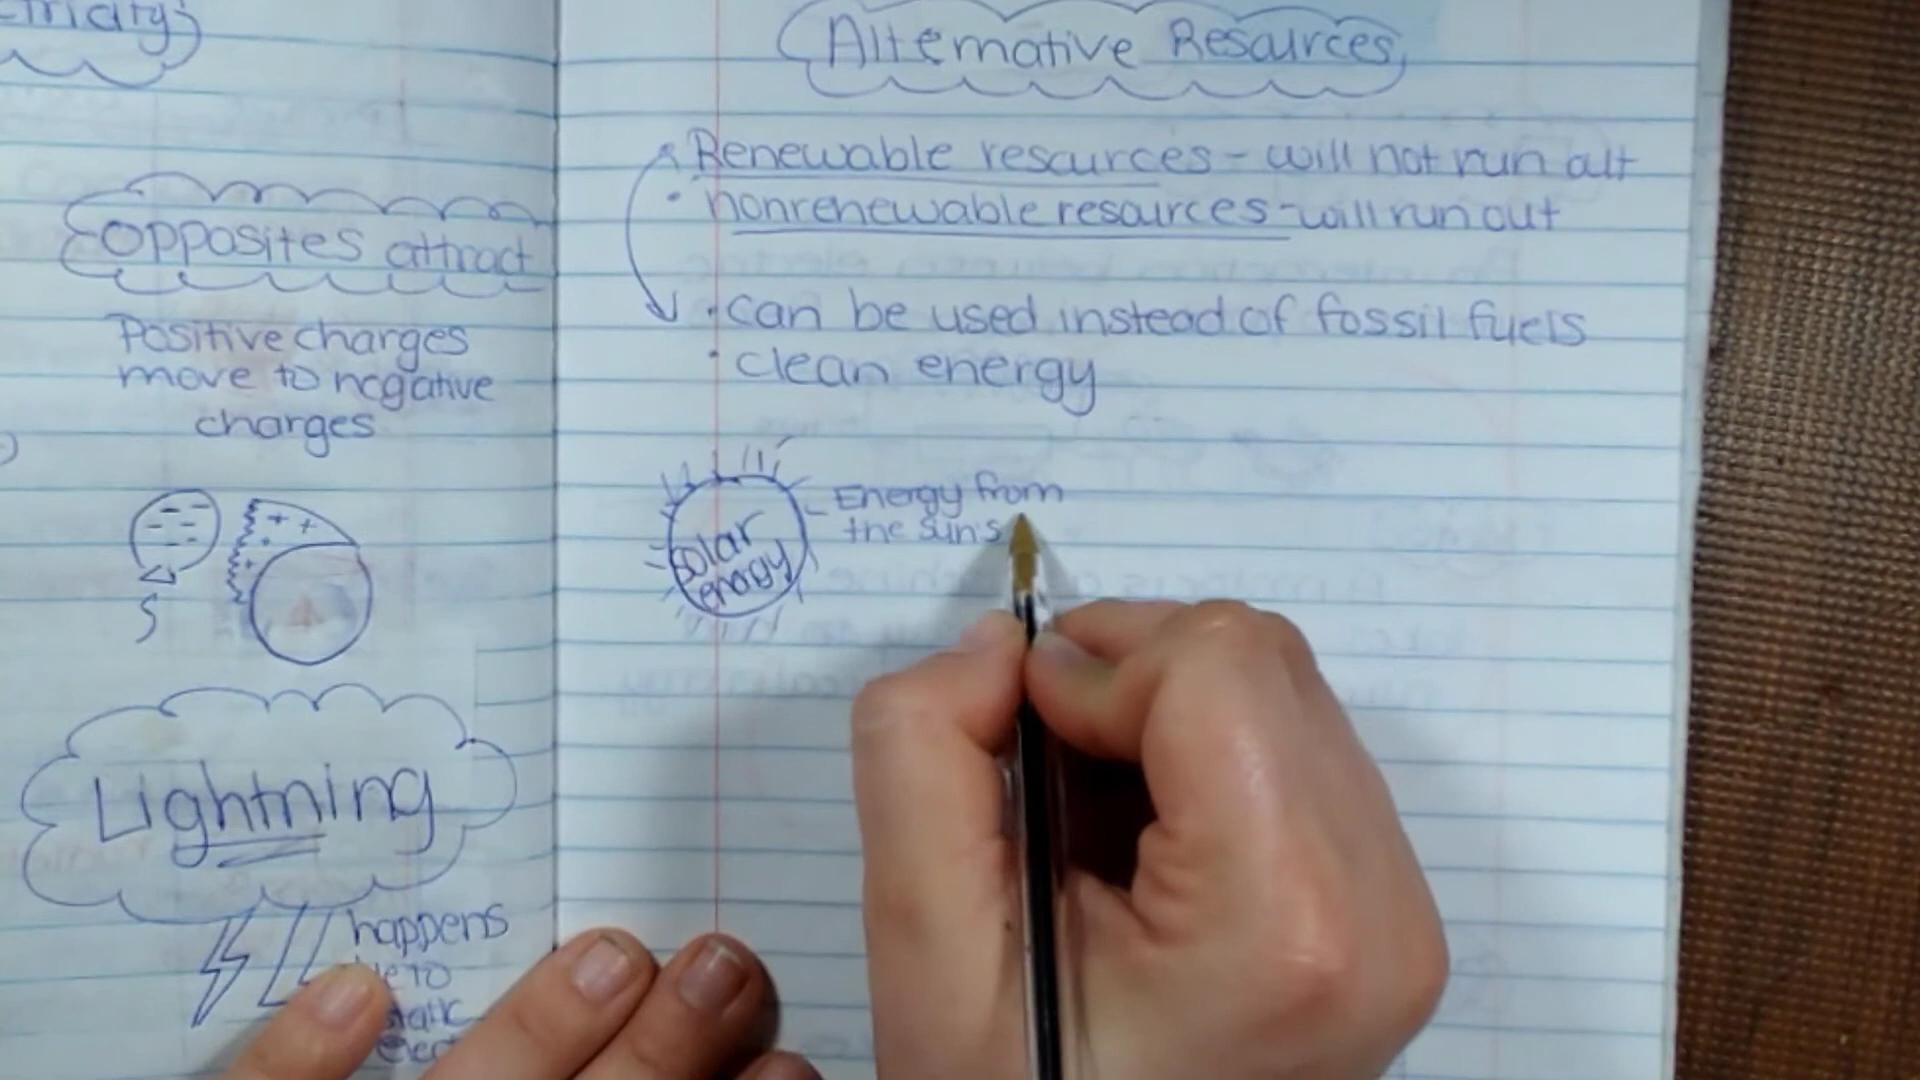 Opposites attract
Positive charges
move to negative
charges
Lightning
happens
to
static
Alternative Resources
Renewable resources - will not run out
• nonrenewable resources - will run out
• can be used instead of fossil fuels
• clean energy
solar
energy
- Energy from
the sun's